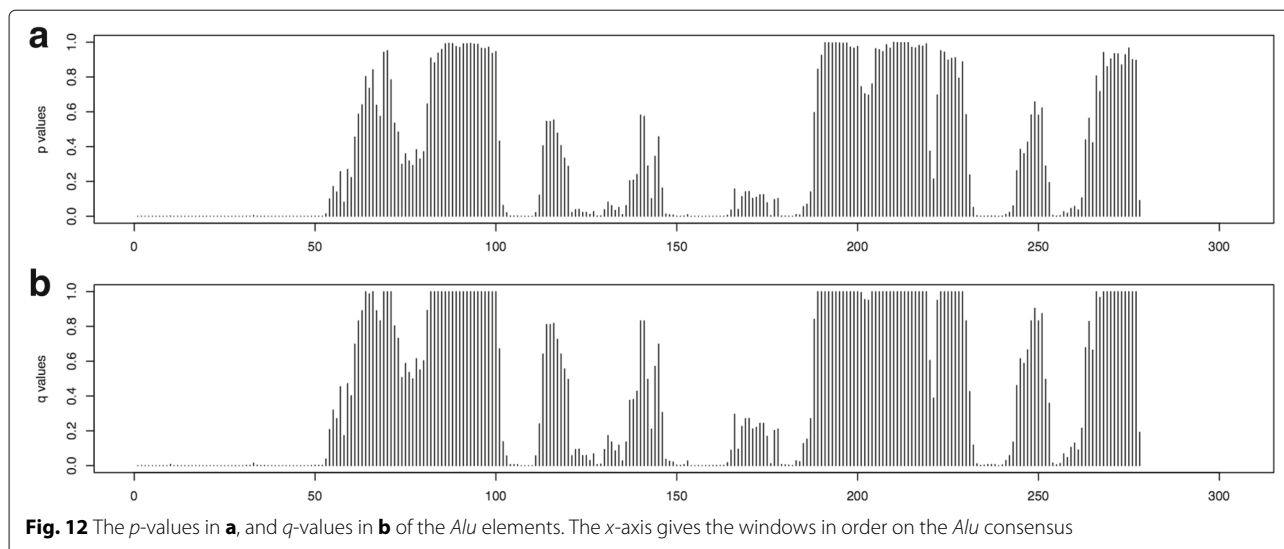 a
1.0
0.8
0.6
0.4
0.2
0.0
p values
0 50 100 150 200 250 300
b
1.0
0.8
0.6
0.4
0.2
0.0
q values
0 50 100 150 200 250 300
Fig. 12 The p-values in a, and q-values in b of the Alu elements. The x-axis gives the windows in order on the Alu consensus